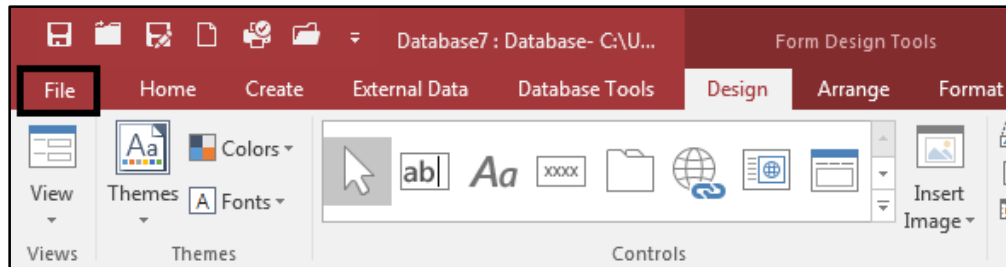 Database7 : Database- C:\U... Form Design Tools
File Home Create External Data Database Tools Design Arrange Format
Aa Colors
ab Aa xxxx
View Themes A Fonts Insert
Image
Views Themes Controls